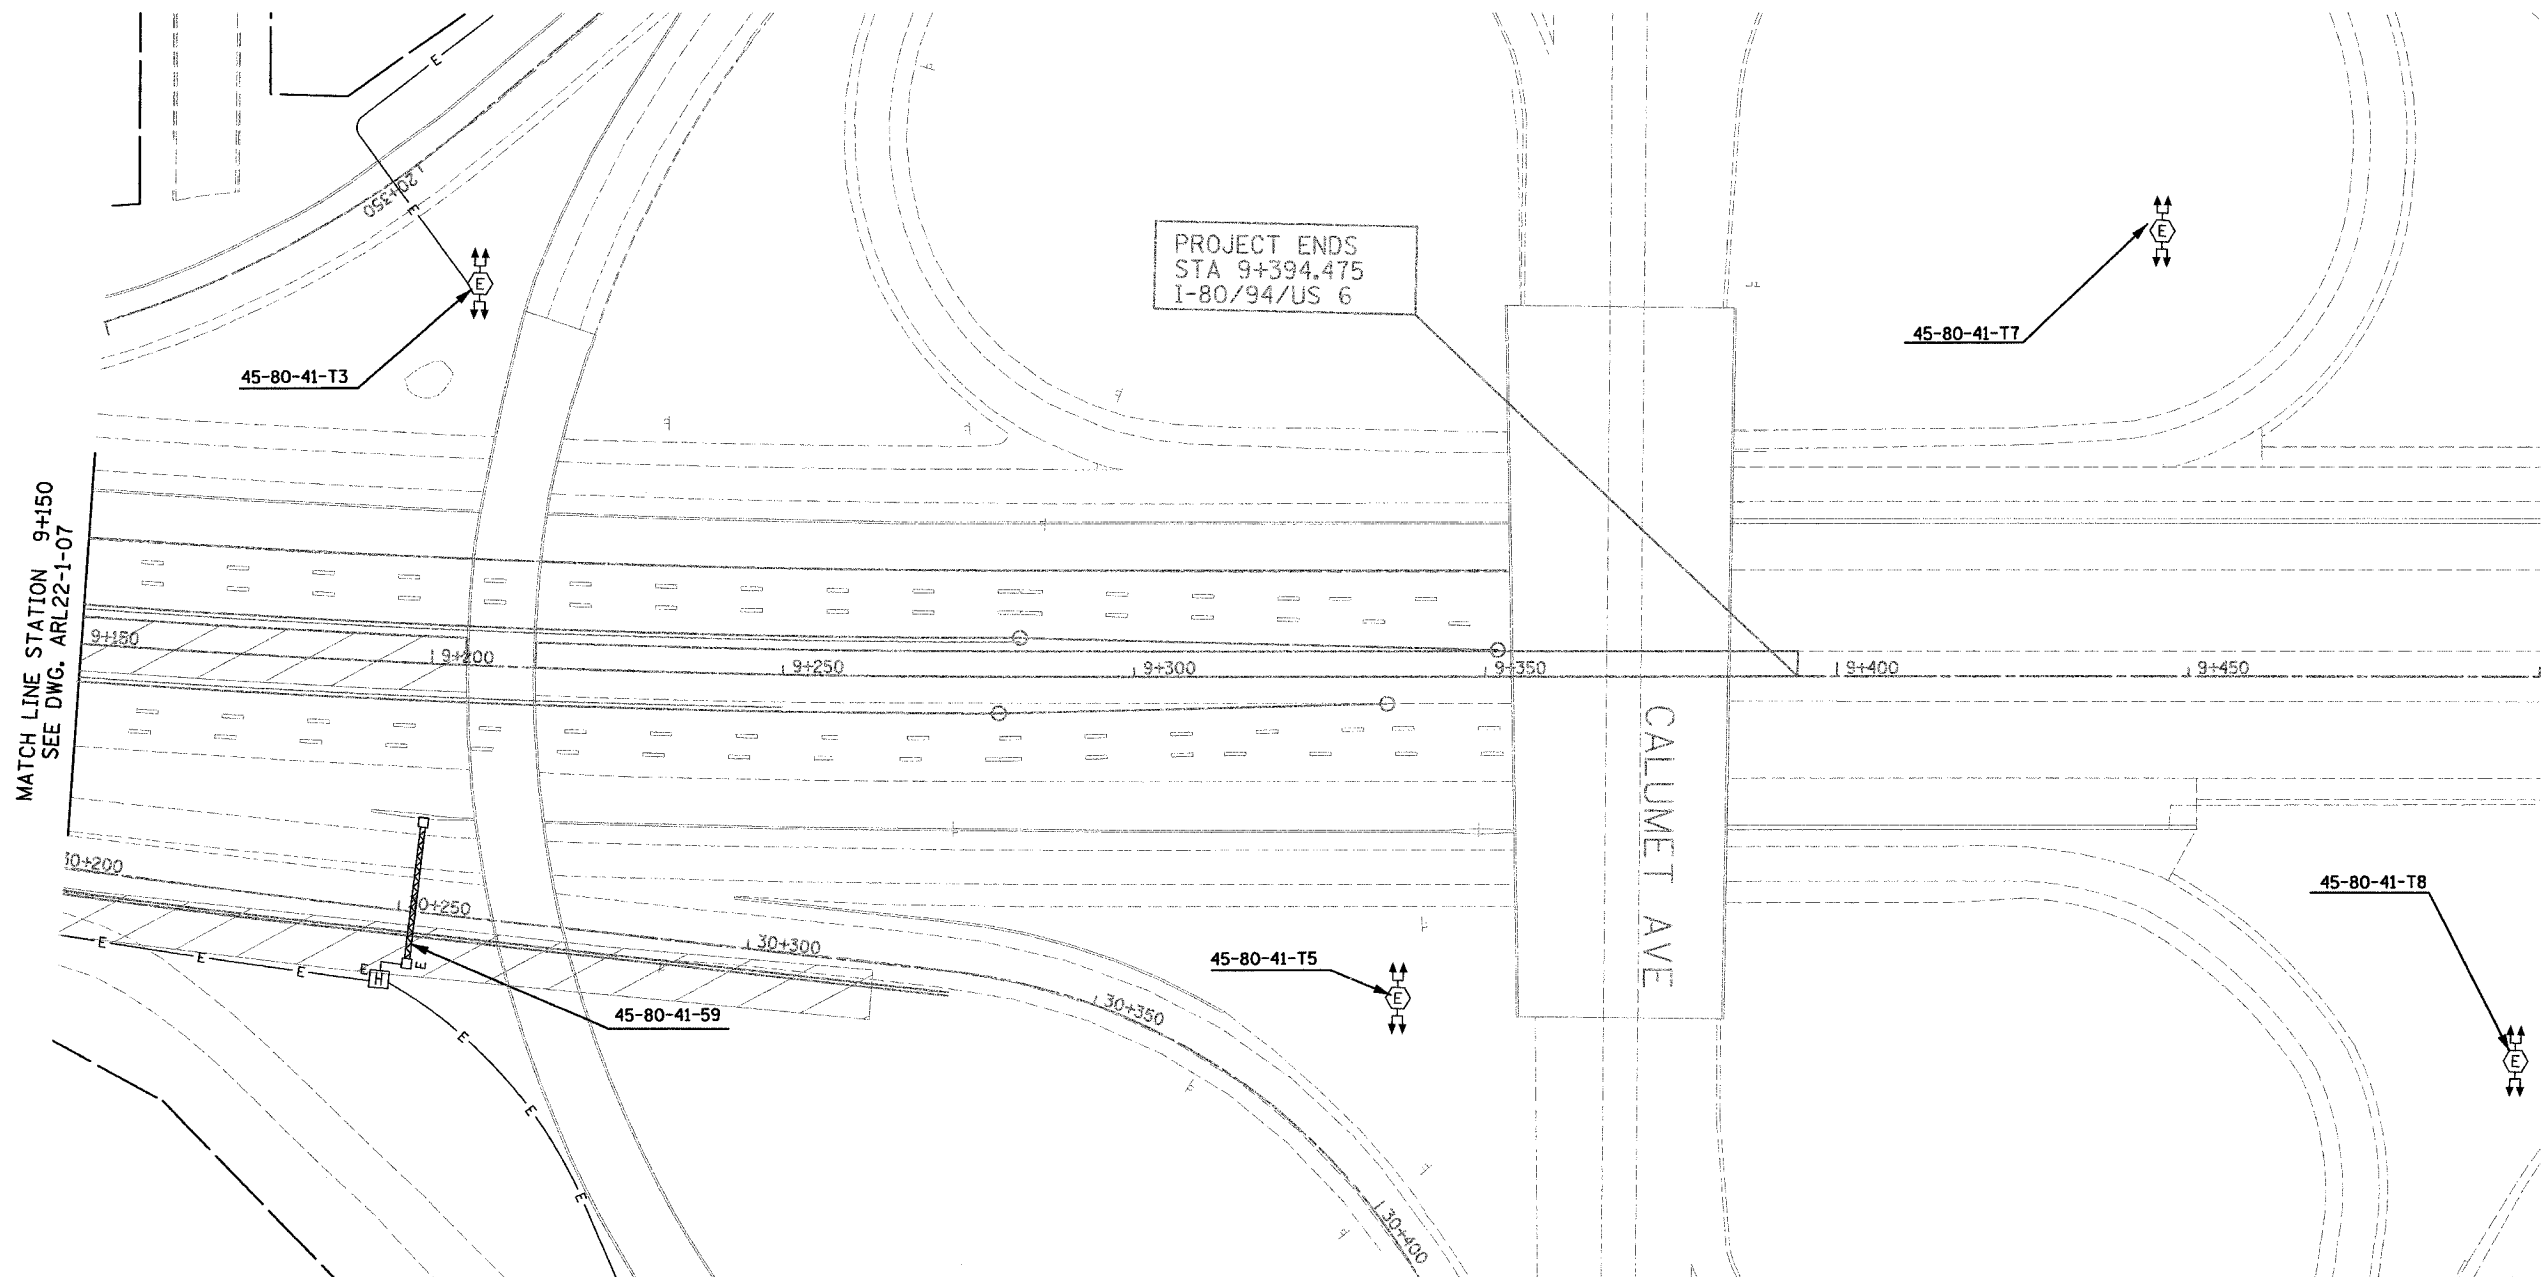 E
20+350
E
E
45-80-41-T3
PROJECT ENDS
STA 9+394.475
I-80/94/US 6
E
45-80-41-T7
MATCH LINE STATION 9+150
SEE DWG. ARL22-1-07
9+150
9+200
9+250
9+300
9+350
9+400
9+450
CALUMET AVE
30+200
30+250
30+300
30+350
30+400
E
E
E
E
E
H
E
E
E
45-80-41-59
45-80-41-T5
E
45-80-41-T8
E